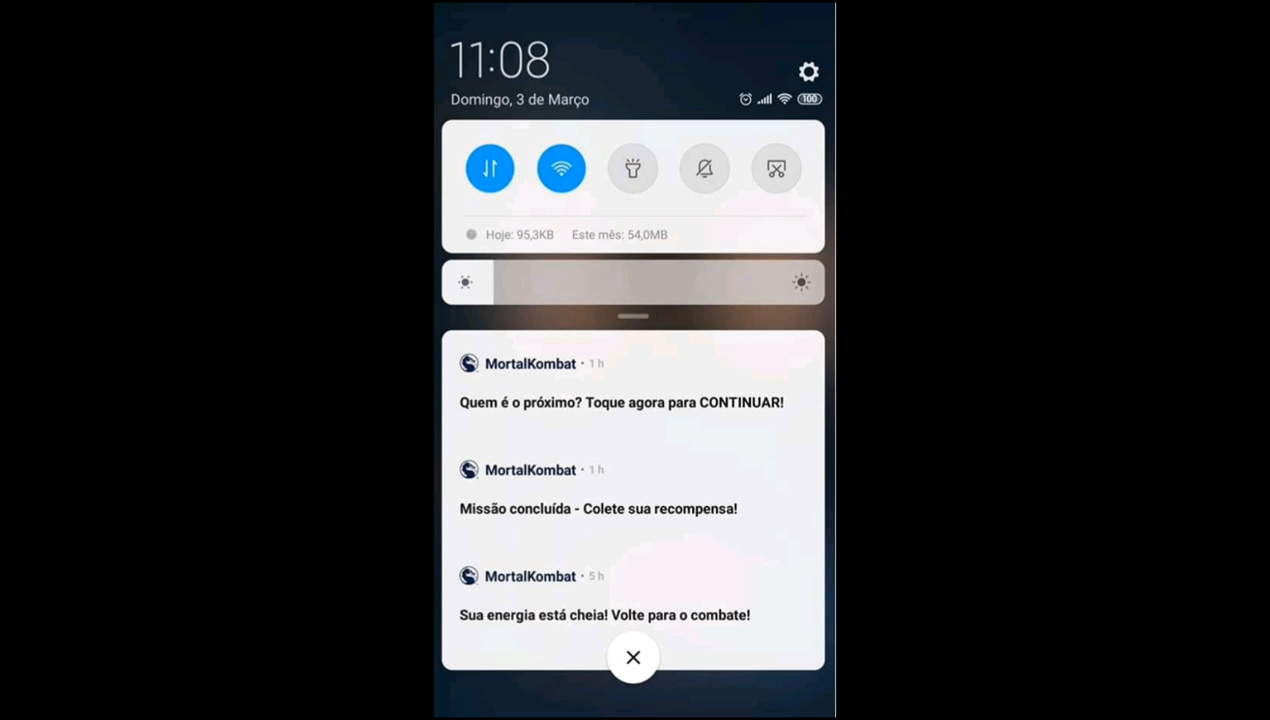 11:08
Domingo, 3 de Março
100
Hoje: 95,3KB Este mês: 54,0MB
MortalKombat · 1 h
Quem é o próximo? Toque agora para CONTINUAR!
MortalKombat · 1 h
Missão concluída - Colete sua recompensa!
MortalKombat · 5 h
Sua energia está cheia! Volte para o combate!